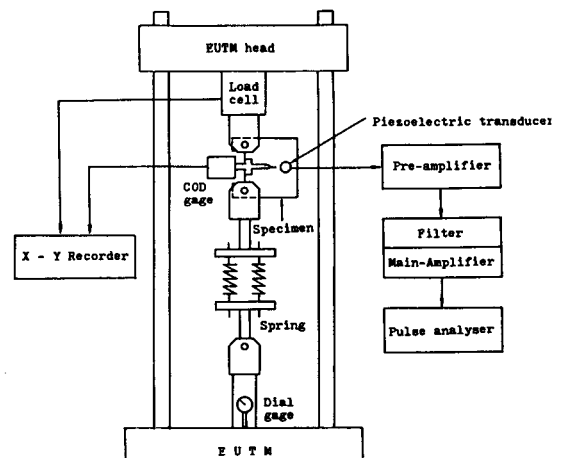 EUTM head
Load
cell
Piezoelectric transducer
COD
gage
Pre-amplifier
Specimen
Filter
X - Y Recorder
Main-Amplifier
Spring
Pulse analyser
Dial
gage
E U T M